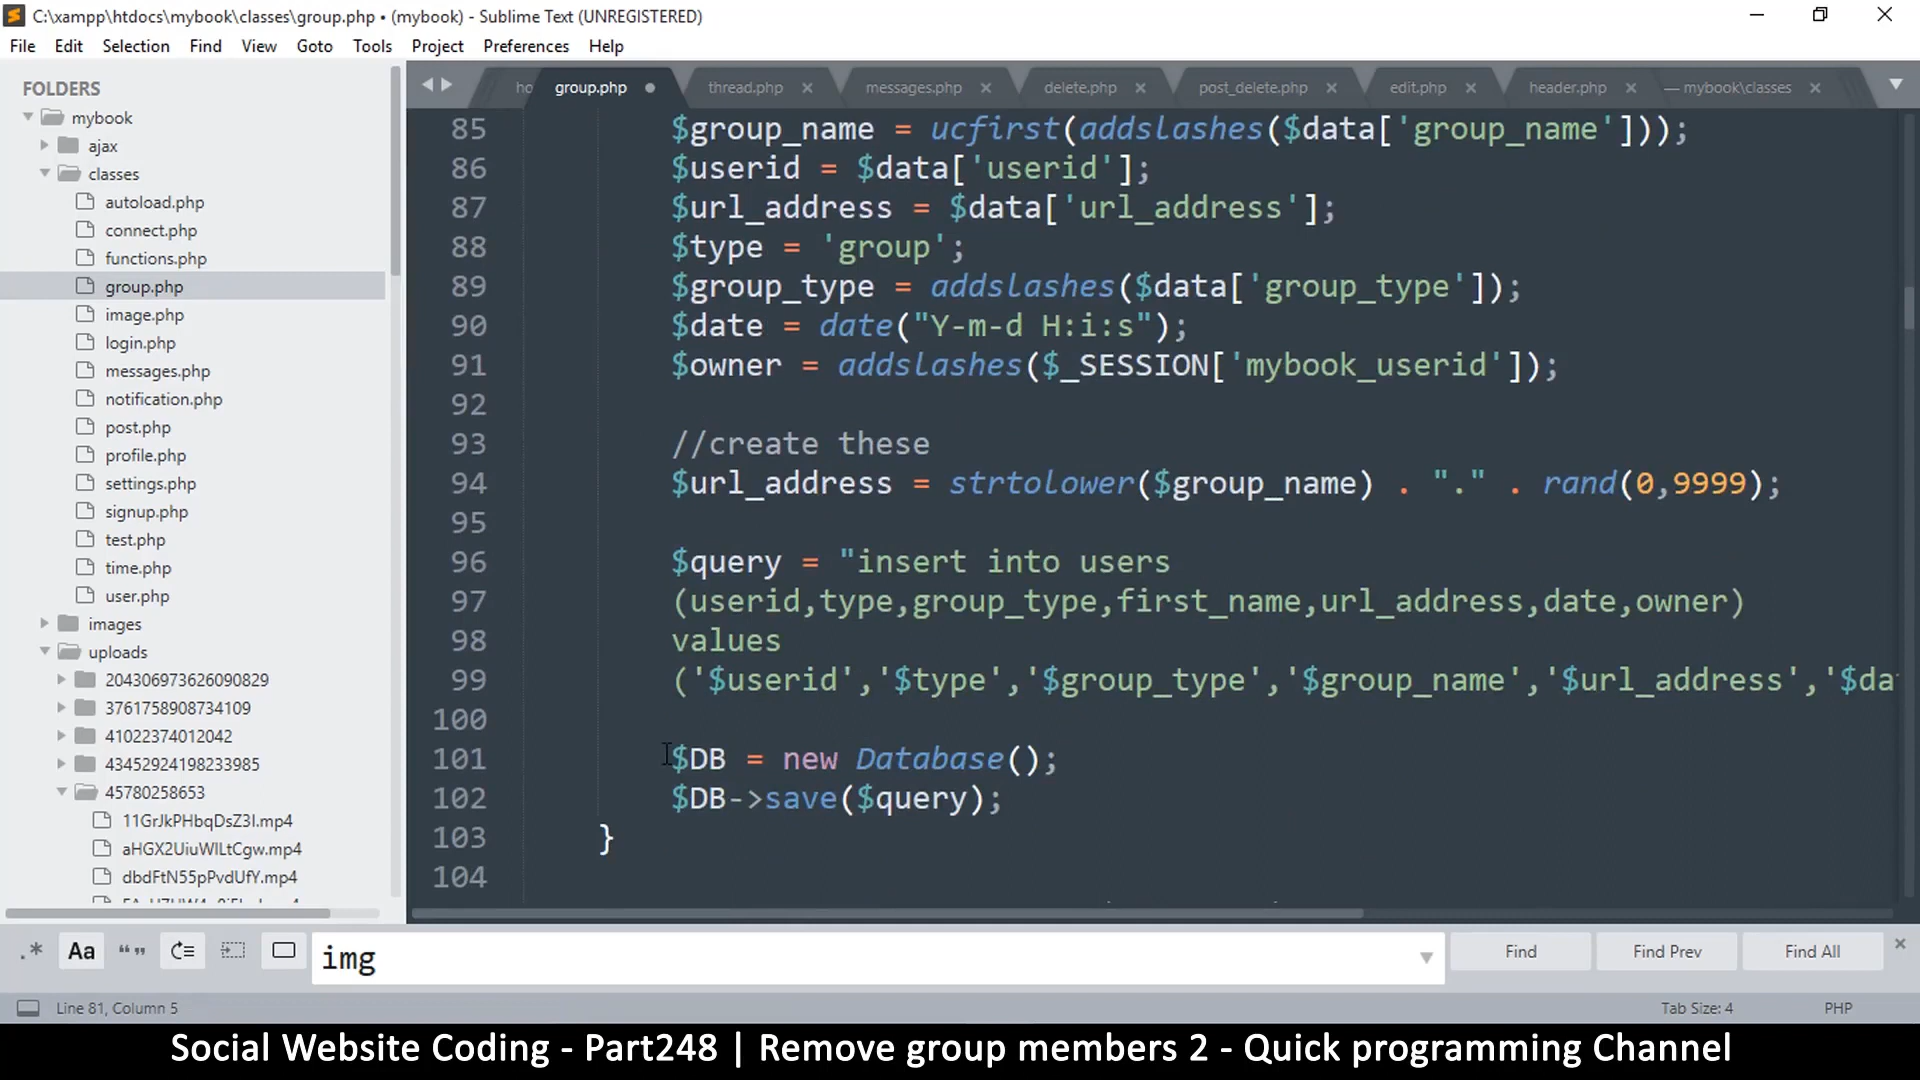 C:\xampp\htdocs\mybook\classes\group.php • (mybook) - Sublime Text (UNREGISTERED)
File Edit Selection Find View Goto Tools Project Preferences Help
FOLDERS
mybook
ajax
classes
autoload.php
connect.php
functions.php
group.php
image.php
login.php
messages.php
notification.php
post.php
profile.php
settings.php
signup.php
test.php
time.php
user.php
images
uploads
204306973626090829
3761758908734109
41022374012042
43452924198233985
45780258653
11GrJkPHbqDsZ3I.mp4
aHGX2UiuWlLtCgw.mp4
dbdFtN55pPvdUfY.mp4
ho group.php thread.php messages.php delete.php post_delete.php edit.php header.php — mybook\classes
85 $group_name = ucfirst(addslashes($data['group_name']));
86 $userid = $data['userid'];
87 $url_address = $data['url_address'];
88 $type = 'group';
89 $group_type = addslashes($data['group_type']);
90 $date = date("Y-m-d H:i:s");
91 $owner = addslashes($_SESSION['mybook_userid']);
92
93 //create these
94 $url_address = strtolower($group_name) . "." . rand(0,9999);
95
96 $query = "insert into users
97 (userid,type,group_type,first_name,url_address,date,owner)
98 values
99 ('$userid','$type','$group_type','$group_name','$url_address','$da
100
101 $DB = new Database();
102 $DB->save($query);
103 }
104
.* Aa “ ” img Find Find Prev Find All
Line 81, Column 5 Tab Size: 4 PHP
Social Website Coding - Part248 | Remove group members 2 - Quick programming Channel